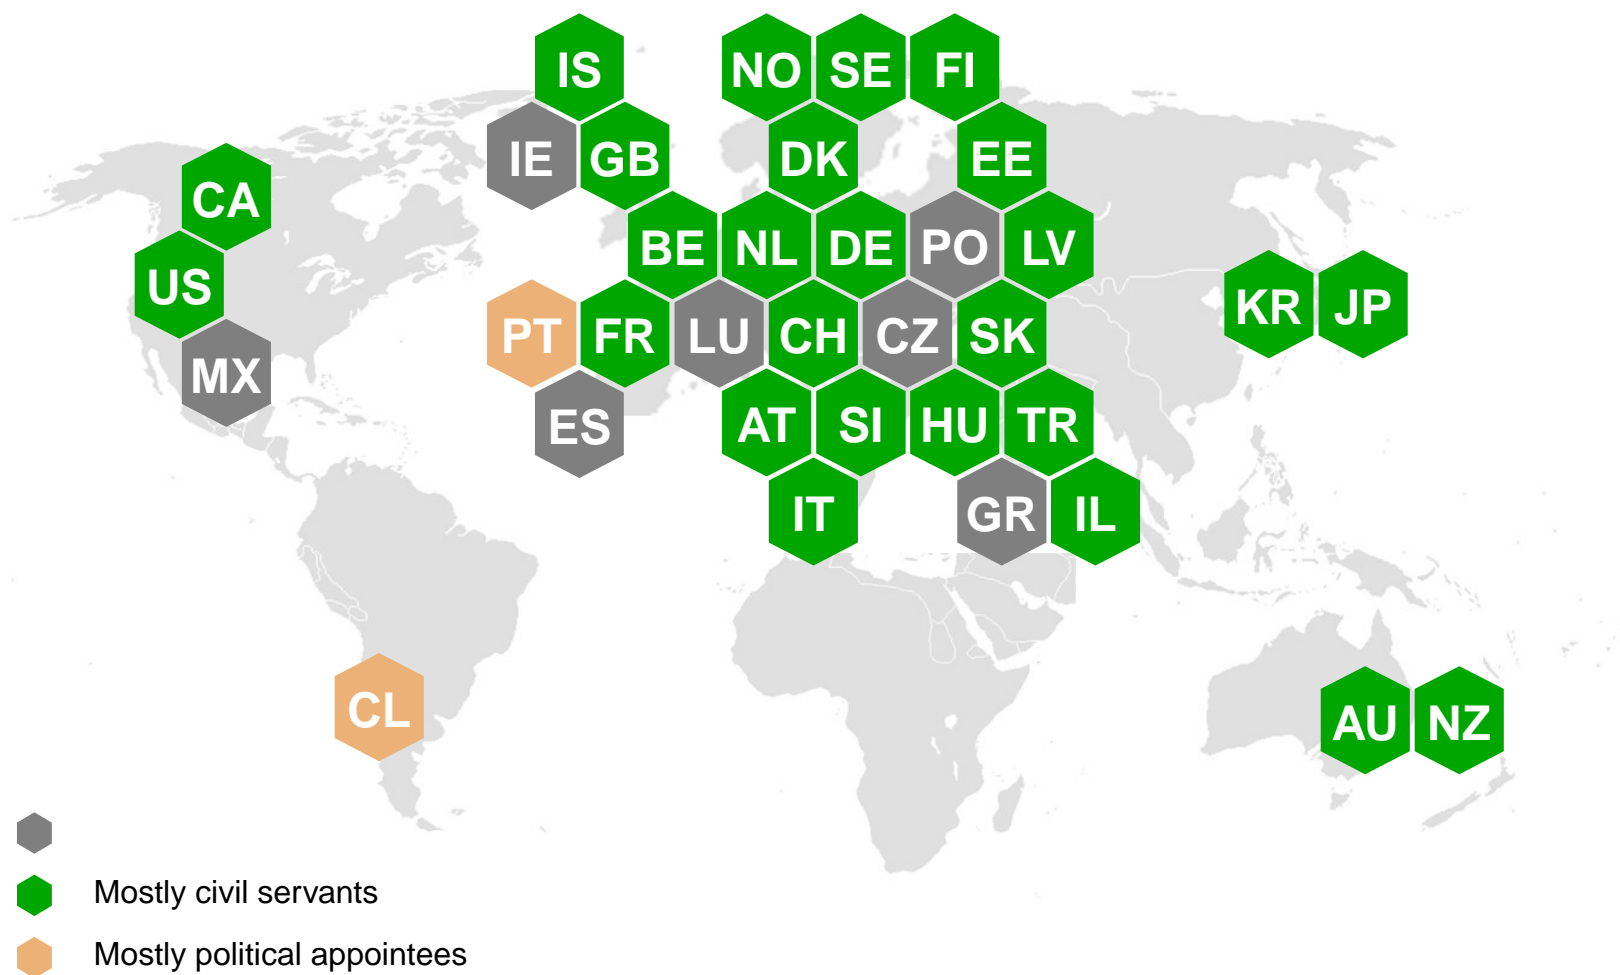 IS NO SE FI
IE GB DK EE
CA
BE NL DE PO LV
US
KR JP
PT FR LU CH CZ SK
MX
ES AT SI HU TR
IT GR IL
CL
AU NZ
Mostly civil servants
Mostly political appointees